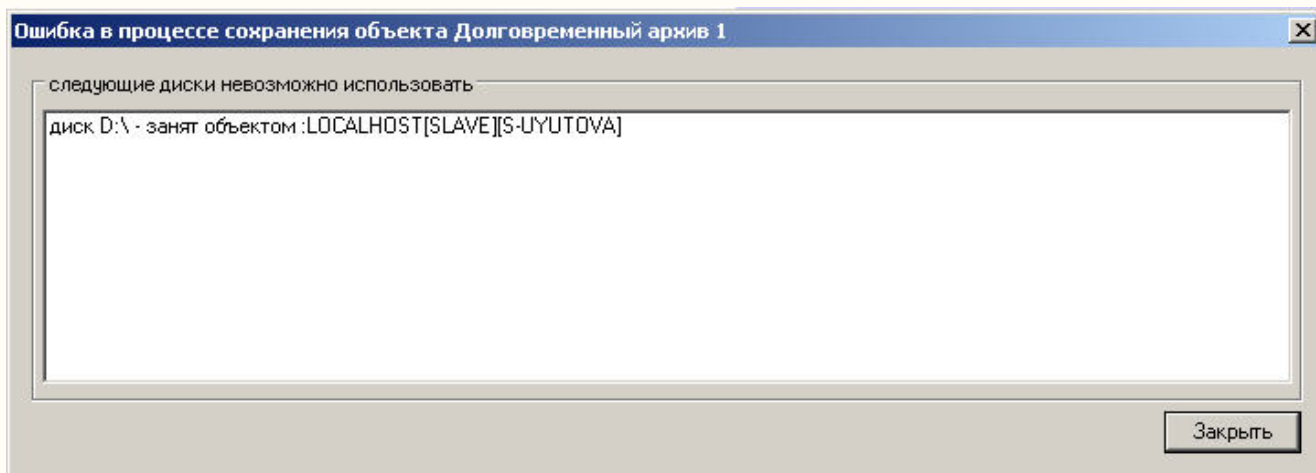 Ошибка в процессе сохранения объекта Долговременный архив 1
следующие диски невозможно использовать
диск D:\ - занят объектом :LOCALHOST[SLAVE][S-UYUTOVA]
Закрыть